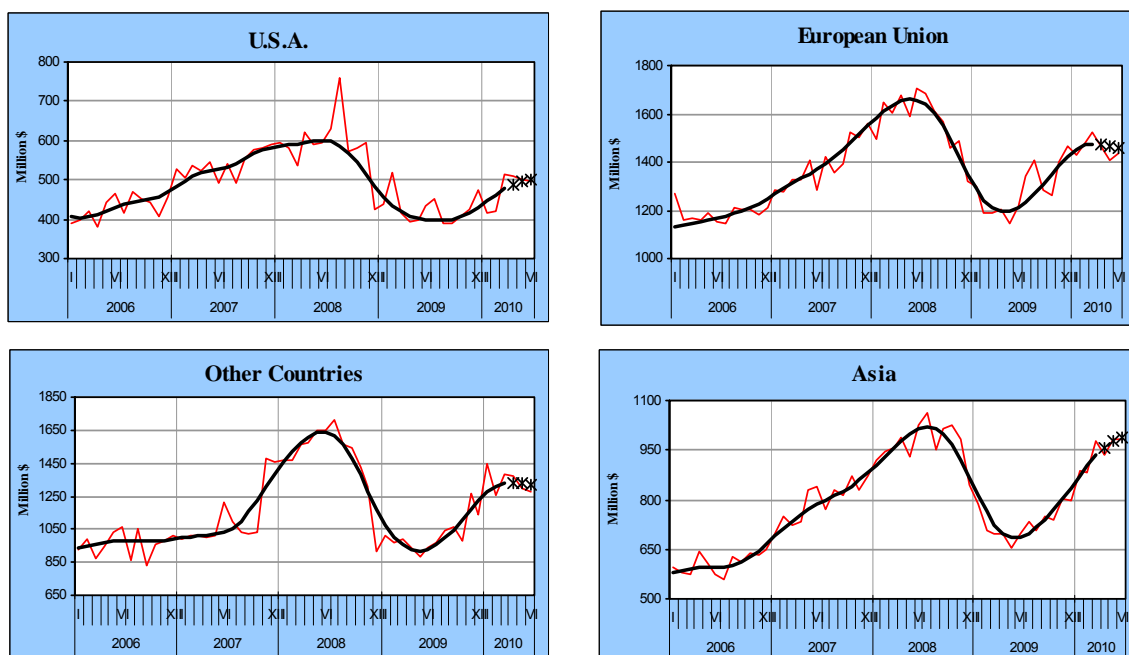 U.S.A.
800
700
600
500
400
300
Million $
I VI XII I VI XII I VI XII I VI XII I VI
2006 2007 2008 2009 2010
European Union
1800
1600
1400
1200
1000
Million $
I VI XII I VI XII I VI XII I VI XII I VI
2006 2007 2008 2009 2010
Other Countries
1850
1650
1450
1250
1050
850
650
Million $
I VI XII I VI XII I VI XII I VI XII I VI
2006 2007 2008 2009 2010
Asia
1100
950
800
650
500
Million $
I VI XII I VI XII I VI XII I VI XII I VI
2006 2007 2008 2009 2010